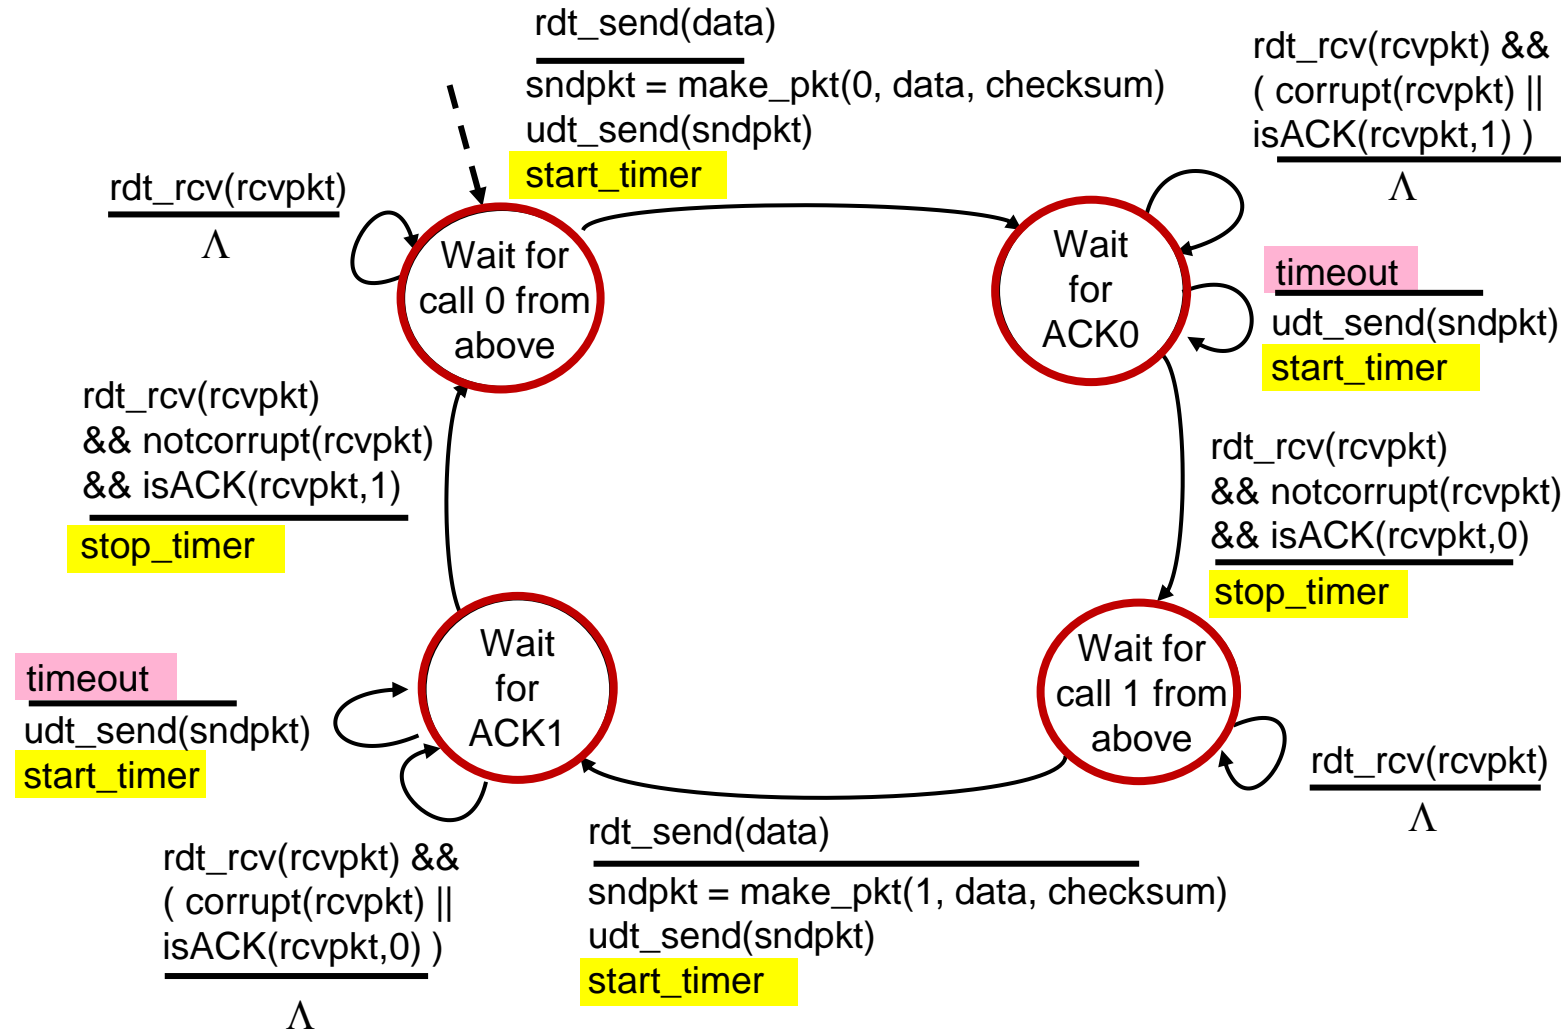 rdt_send(data)
sndpkt = make_pkt(0, data, checksum)
udt_send(sndpkt)
start_timer
rdt_rcv(rcvpkt) &&
( corrupt(rcvpkt) ||
isACK(rcvpkt,1) )
Λ
rdt_rcv(rcvpkt)
Λ
Wait for
call 0 from
above
Wait
for
ACK0
timeout
udt_send(sndpkt)
start_timer
rdt_rcv(rcvpkt)
&& notcorrupt(rcvpkt)
&& isACK(rcvpkt,1)
stop_timer
rdt_rcv(rcvpkt)
&& notcorrupt(rcvpkt)
&& isACK(rcvpkt,0)
stop_timer
Wait
for
ACK1
Wait for
call 1 from
above
timeout
udt_send(sndpkt)
start_timer
rdt_rcv(rcvpkt)
Λ
rdt_rcv(rcvpkt) &&
( corrupt(rcvpkt) ||
isACK(rcvpkt,0) )
Λ
rdt_send(data)
sndpkt = make_pkt(1, data, checksum)
udt_send(sndpkt)
start_timer